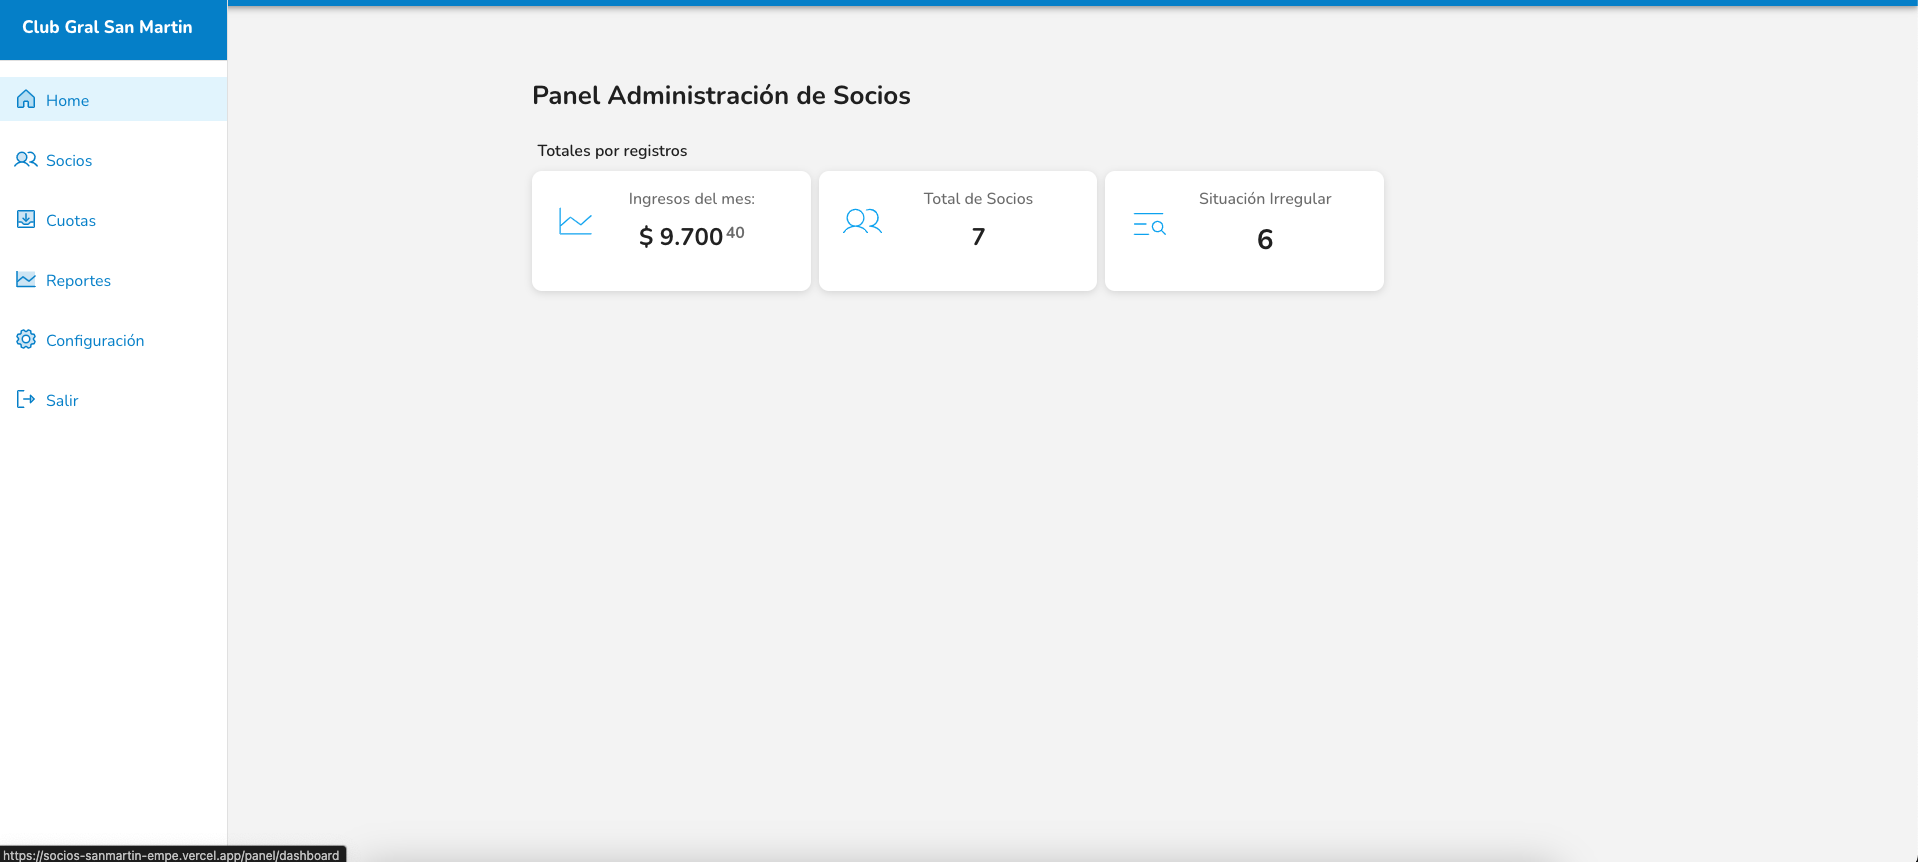 Club Gral San Martin
Home
Socios
Cuotas
Reportes
Configuración
Salir
Panel Administración de Socios
Totales por registros
Ingresos del mes:
$ 9.700 40
Total de Socios
7
Situación Irregular
6
https://socios-sanmartin-empe.vercel.app/panel/dashboard